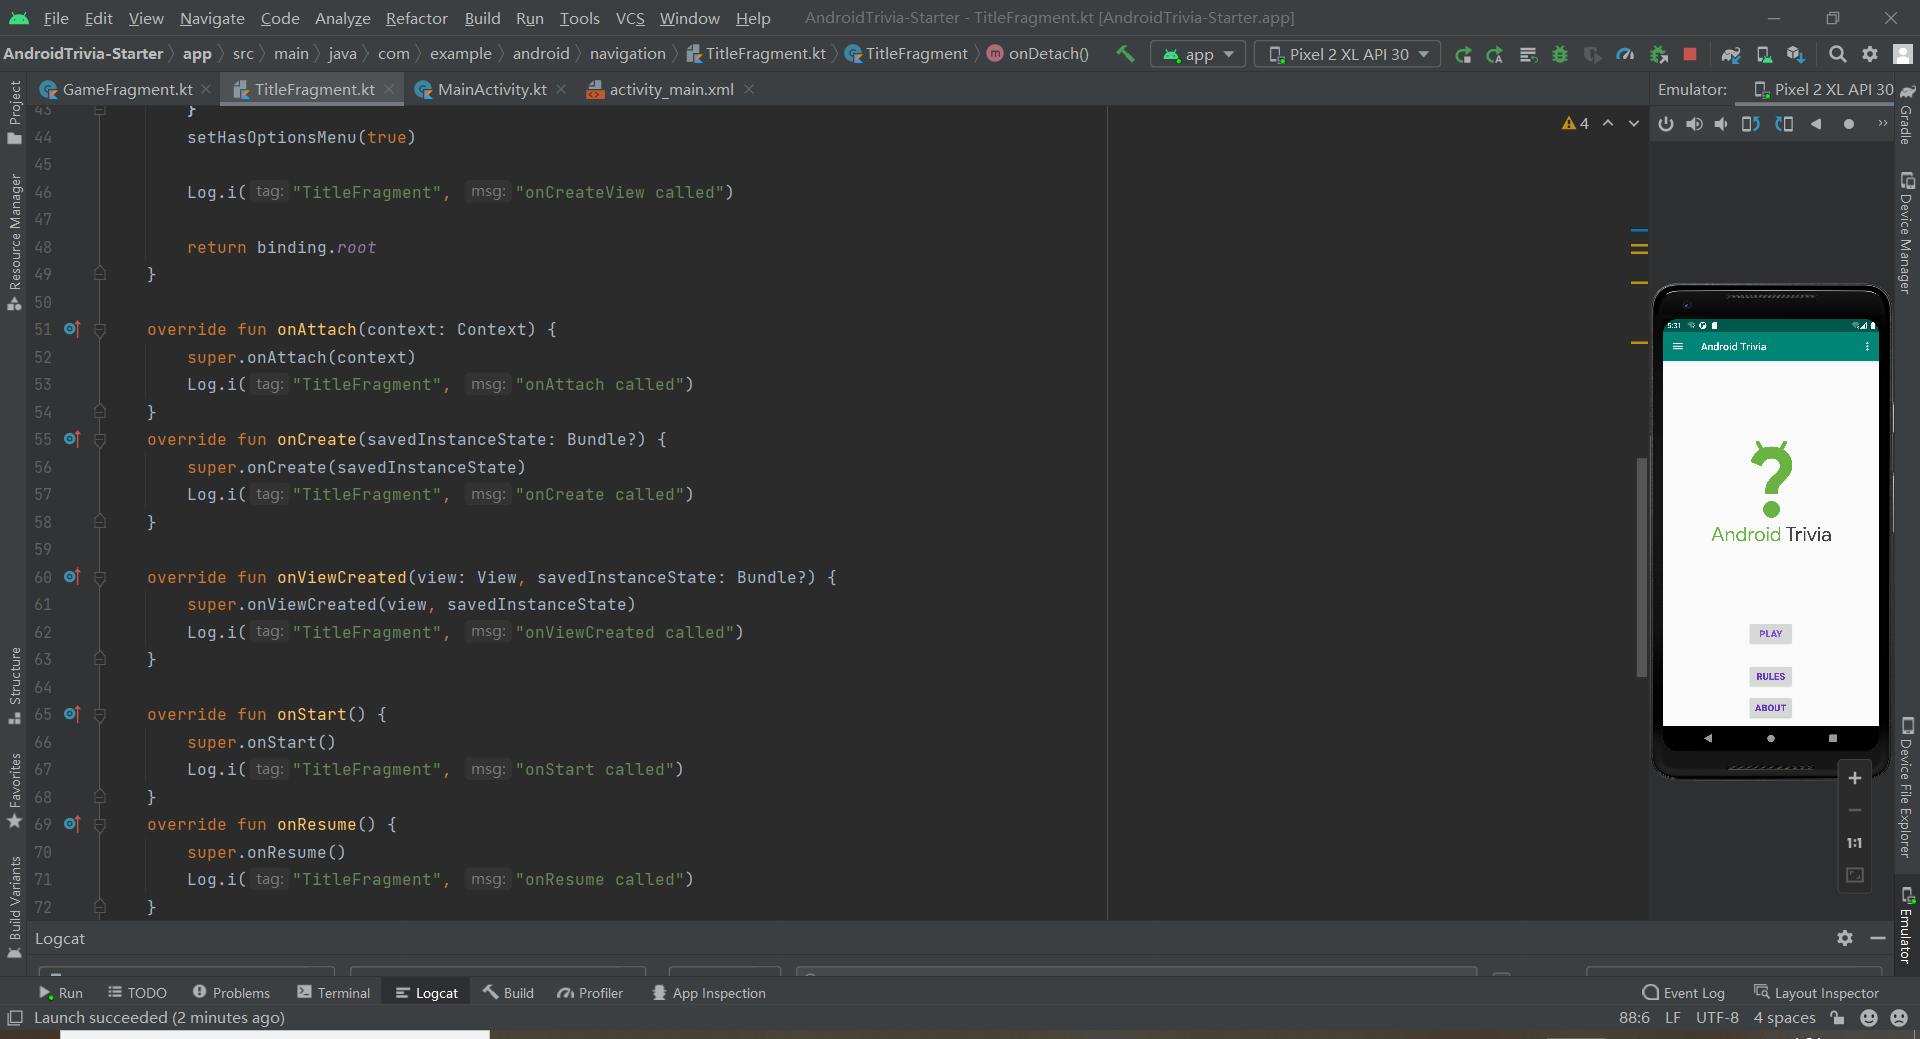 File Edit View Navigate Code Analyze Refactor Build Run Tools VCS Window Help AndroidTrivia-Starter - TitleFragment.kt [AndroidTrivia-Starter.app]
AndroidTrivia-Starter app src main java com example android navigation TitleFragment.kt TitleFragment onDetach() app Pixel 2 XL API 30
GameFragment.kt TitleFragment.kt MainActivity.kt activity_main.xml Emulator: Pixel 2 XL API 30
43 }
44 setHasOptionsMenu(true)
4
45
46 Log.i( tag: "TitleFragment", msg: "onCreateView called")
47
48 return binding.root
49 }
50
51 override fun onAttach(context: Context) {
52 super.onAttach(context)
53 Log.i( tag: "TitleFragment", msg: "onAttach called")
54 }
55 override fun onCreate(savedInstanceState: Bundle?) {
56 super.onCreate(savedInstanceState)
57 Log.i( tag: "TitleFragment", msg: "onCreate called")
58 }
59
60 override fun onViewCreated(view: View, savedInstanceState: Bundle?) {
61 super.onViewCreated(view, savedInstanceState)
62 Log.i( tag: "TitleFragment", msg: "onViewCreated called")
63 }
64
65 override fun onStart() {
66 super.onStart()
67 Log.i( tag: "TitleFragment", msg: "onStart called")
68 }
69 override fun onResume() {
70 super.onResume()
71 Log.i( tag: "TitleFragment", msg: "onResume called")
72 }
Project
Resource Manager
Structure
Favorites
Build Variants
5:31
Android Trivia
?
Android Trivia
PLAY
RULES
ABOUT
1:1
Gradle
Device Manager
Device File Explorer
Emulator
Logcat
Run TODO Problems Terminal Logcat Build Profiler App Inspection Event Log Layout Inspector
Launch succeeded (2 minutes ago) 88:6 LF UTF-8 4 spaces